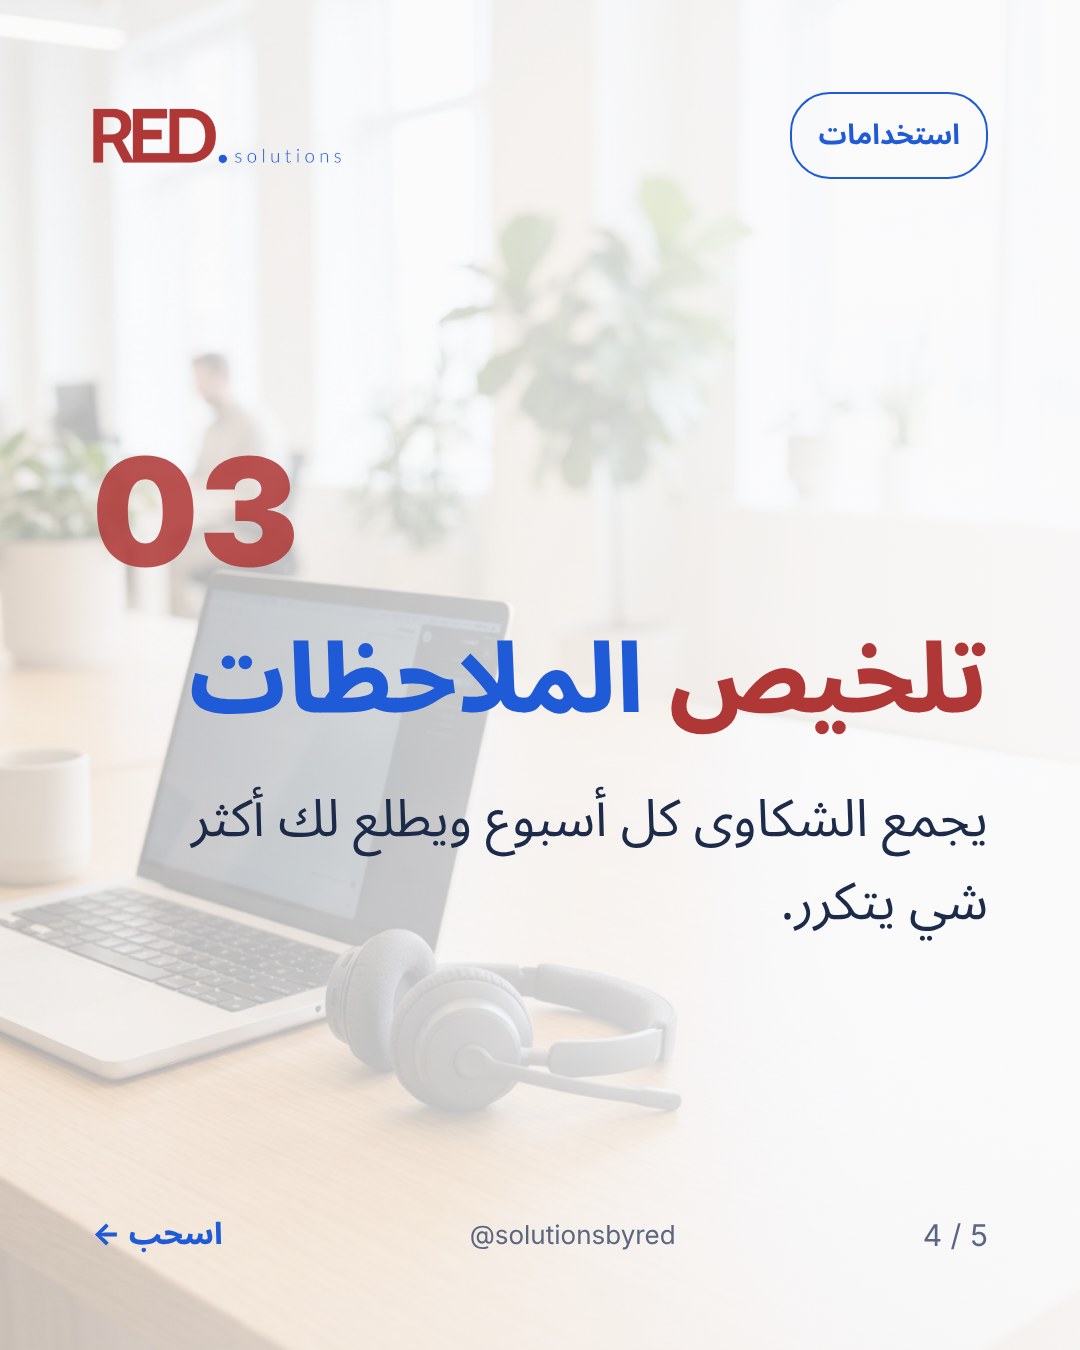 RED.solutions
استخدامات
03
تلخيص الملاحظات
يجمع الشكاوى كل أسبوع ويطلع لك أكثر
شي يتكرر.
اسحب ←
@solutionsbyred
4 / 5